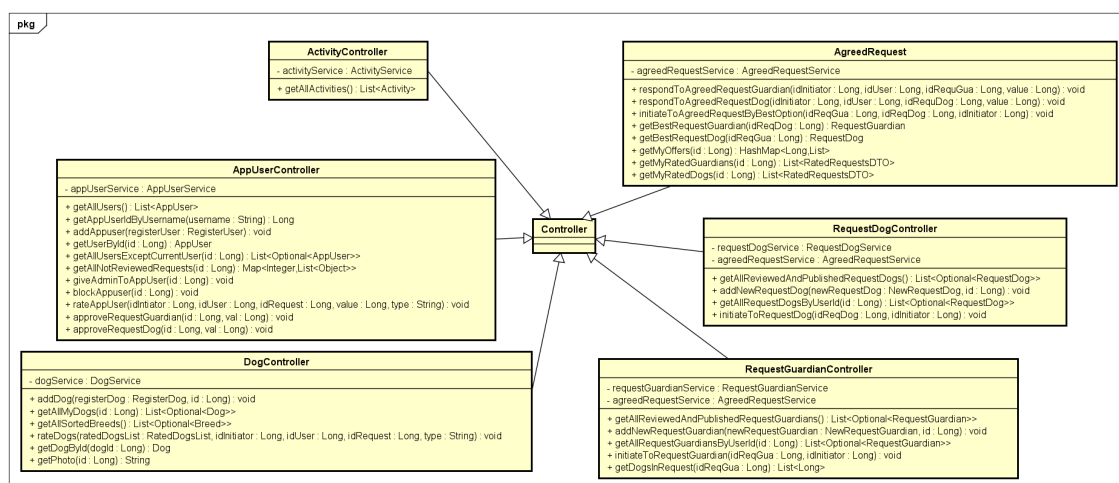 pkg
ActivityController
- activityService : ActivityService
+ getAllActivities() : List<Activity>
AgreedRequest
- agreedRequestService : AgreedRequestService
+ respondToAgreedRequestGuardian(idInitiator : Long, idUser : Long, idRequGua : Long, value : Long) : void
+ respondToAgreedRequestDog(idInitiator : Long, idUser : Long, idRequDog : Long, value : Long) : void
+ initiateToAgreedRequestByBestOption(idReqGua : Long, idReqDog : Long, idInitiator : Long) : void
+ getBestRequestGuardian(idReqDog : Long) : RequestGuardian
+ getBestRequestDog(idReqGua : Long) : RequestDog
+ getMyOffers(id : Long) : HashMap<Long,List>
+ getMyRatedGuardians(id : Long) : List<RatedRequestsDTO>
+ getMyRatedDogs(id : Long) : List<RatedRequestsDTO>
AppUserController
- appUserService : AppUserService
+ getAllUsers() : List<AppUser>
+ getAppUserIdByUsername(username : String) : Long
+ addAppuser(registerUser : RegisterUser) : void
+ getUserById(id : Long) : AppUser
+ getAllUsersExceptCurrentUser(id : Long) : List<Optional<AppUser>>
+ getAllNotReviewedRequests(id : Long) : Map<Integer,List<Object>>
+ giveAdminToAppUser(id : Long) : void
+ blockAppuser(id : Long) : void
+ rateAppUser(idIntiator : Long, idUser : Long, idRequest : Long, value : Long, type : String) : void
+ approveRequestGuardian(id : Long, val : Long) : void
+ approveRequestDog(id : Long, val : Long) : void
Controller
RequestDogController
- requestDogService : RequestDogService
- agreedRequestService : AgreedRequestService
+ getAllReviewedAndPublishedRequestDogs() : List<Optional<RequestDog>>
+ addNewRequestDog(newRequestDog : NewRequestDog, id : Long) : void
+ getAllRequestDogsByUserId(id : Long) : List<Optional<RequestDog>>
+ initiateToRequestDog(idReqDog : Long, idInitiator : Long) : void
DogController
- dogService : DogService
+ addDog(registerDog : RegisterDog, id : Long) : void
+ getAllMyDogs(id : Long) : List<Optional<Dog>>
+ getAllSortedBreeds() : List<Optional<Breed>>
+ rateDogs(ratedDogsList : RatedDogsList, idInitiator : Long, idUser : Long, idRequest : Long, type : String) : void
+ getDogById(dogId : Long) : Dog
+ getPhoto(id : Long) : String
RequestGuardianController
- requestGuardianService : RequestGuardianService
- agreedRequestService : AgreedRequestService
+ getAllReviewedAndPublishedRequestGuardians() : List<Optional<RequestGuardian>>
+ addNewRequestGuardian(newRequestGuardian : NewRequestGuardian, id : Long) : void
+ getAllRequestGuardiansByUserId(id : Long) : List<Optional<RequestGuardian>>
+ initiateToRequestGuardian(idReqGua : Long, idInitiator : Long) : void
+ getDogsInRequest(idReqGua : Long) : List<Long>